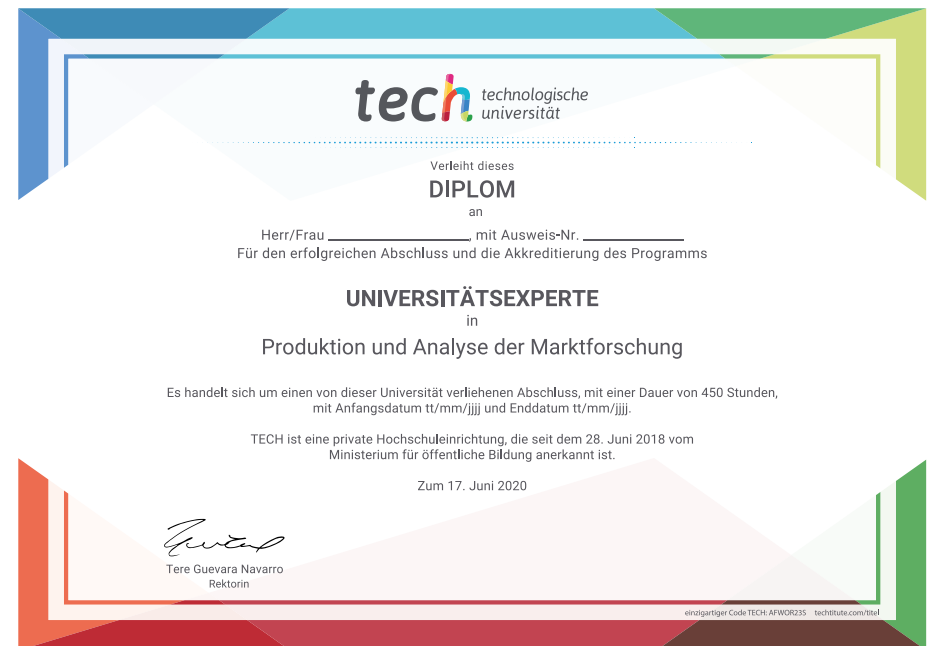 tech technologische
universität
Verleiht dieses
DIPLOM
an
Herr/Frau ____________________, mit Ausweis-Nr. ______________
Für den erfolgreichen Abschluss und die Akkreditierung des Programms
UNIVERSITÄTSEXPERTE
in
Produktion und Analyse der Marktforschung
Es handelt sich um einen von dieser Universität verliehenen Abschluss, mit einer Dauer von 450 Stunden,
mit Anfangsdatum tt/mm/jjjj und Enddatum tt/mm/jjjj.
TECH ist eine private Hochschuleinrichtung, die seit dem 28. Juni 2018 vom
Ministerium für öffentliche Bildung anerkannt ist.
Zum 17. Juni 2020
Tere Guevara Navarro
Rektorin
einzigartiger Code TECH: AFWOR23S techtitute.com/titel